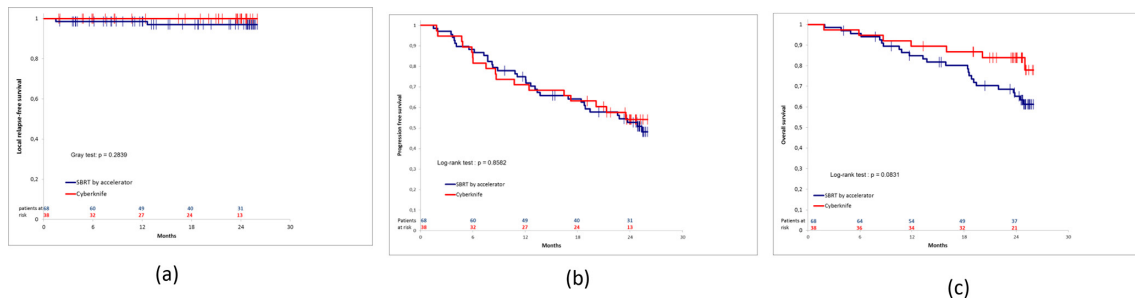 Local relapse-free survival
1
0,8
0,6
0,4
0,2
0
Gray test: p = 0.2839
SBRT by accelerator
Cyberknife
patients at risk
68 60 49 40 31
38 32 27 24 13
0 6 12 18 24 30
Months
(a)
Progression free survival
1
0,9
0,8
0,7
0,6
0,5
0,4
0,3
0,2
0,1
0
Log-rank test : p = 0.8582
SBRT by accelerator
Cyberknife
Patients at risk
68 60 49 40 31
38 32 27 24 13
0 6 12 18 24 30
Months
(b)
Overall survival
1
0,9
0,8
0,7
0,6
0,5
0,4
0,3
0,2
0,1
0
Log-rank test : p = 0.0831
SBRT by accelerator
Cyberknife
Patients at risk
68 64 54 49 37
38 36 34 32 21
0 6 12 18 24 30
Months
(c)